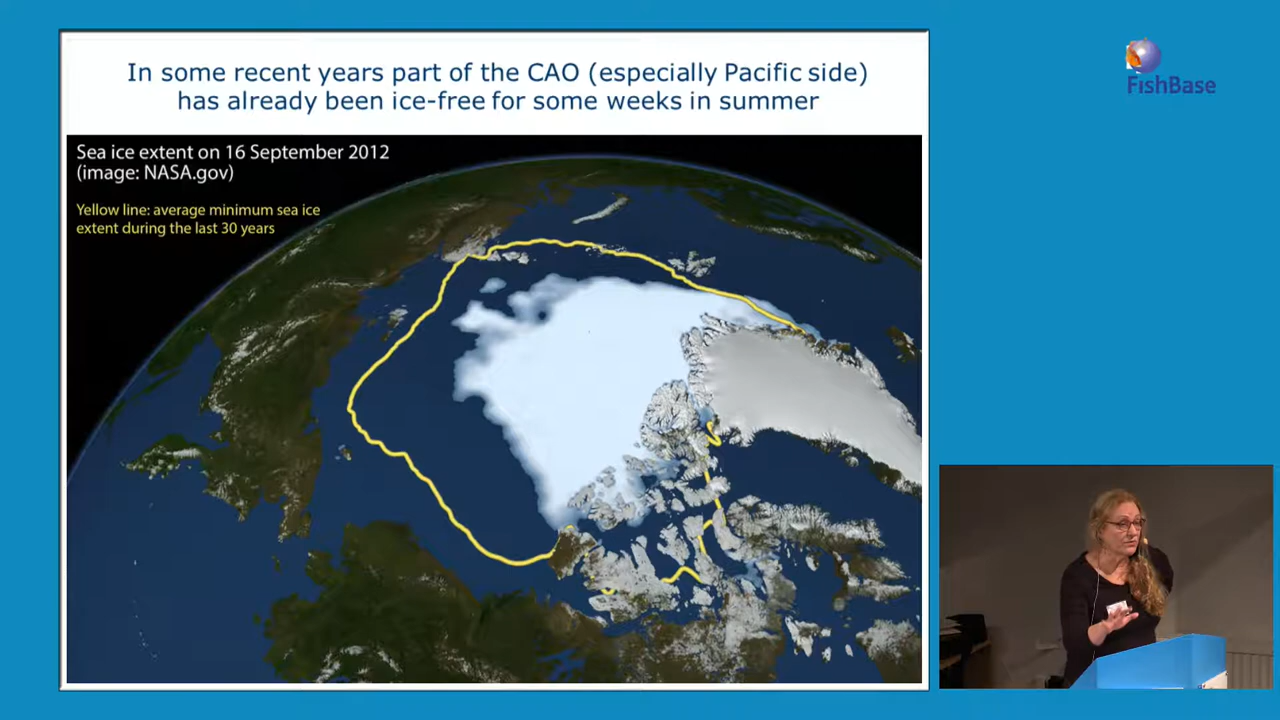 In some recent years part of the CAO (especially Pacific side)
has already been ice-free for some weeks in summer
Sea ice extent on 16 September 2012
(image: NASA.gov)
Yellow line: average minimum sea ice
extent during the last 30 years
FishBase